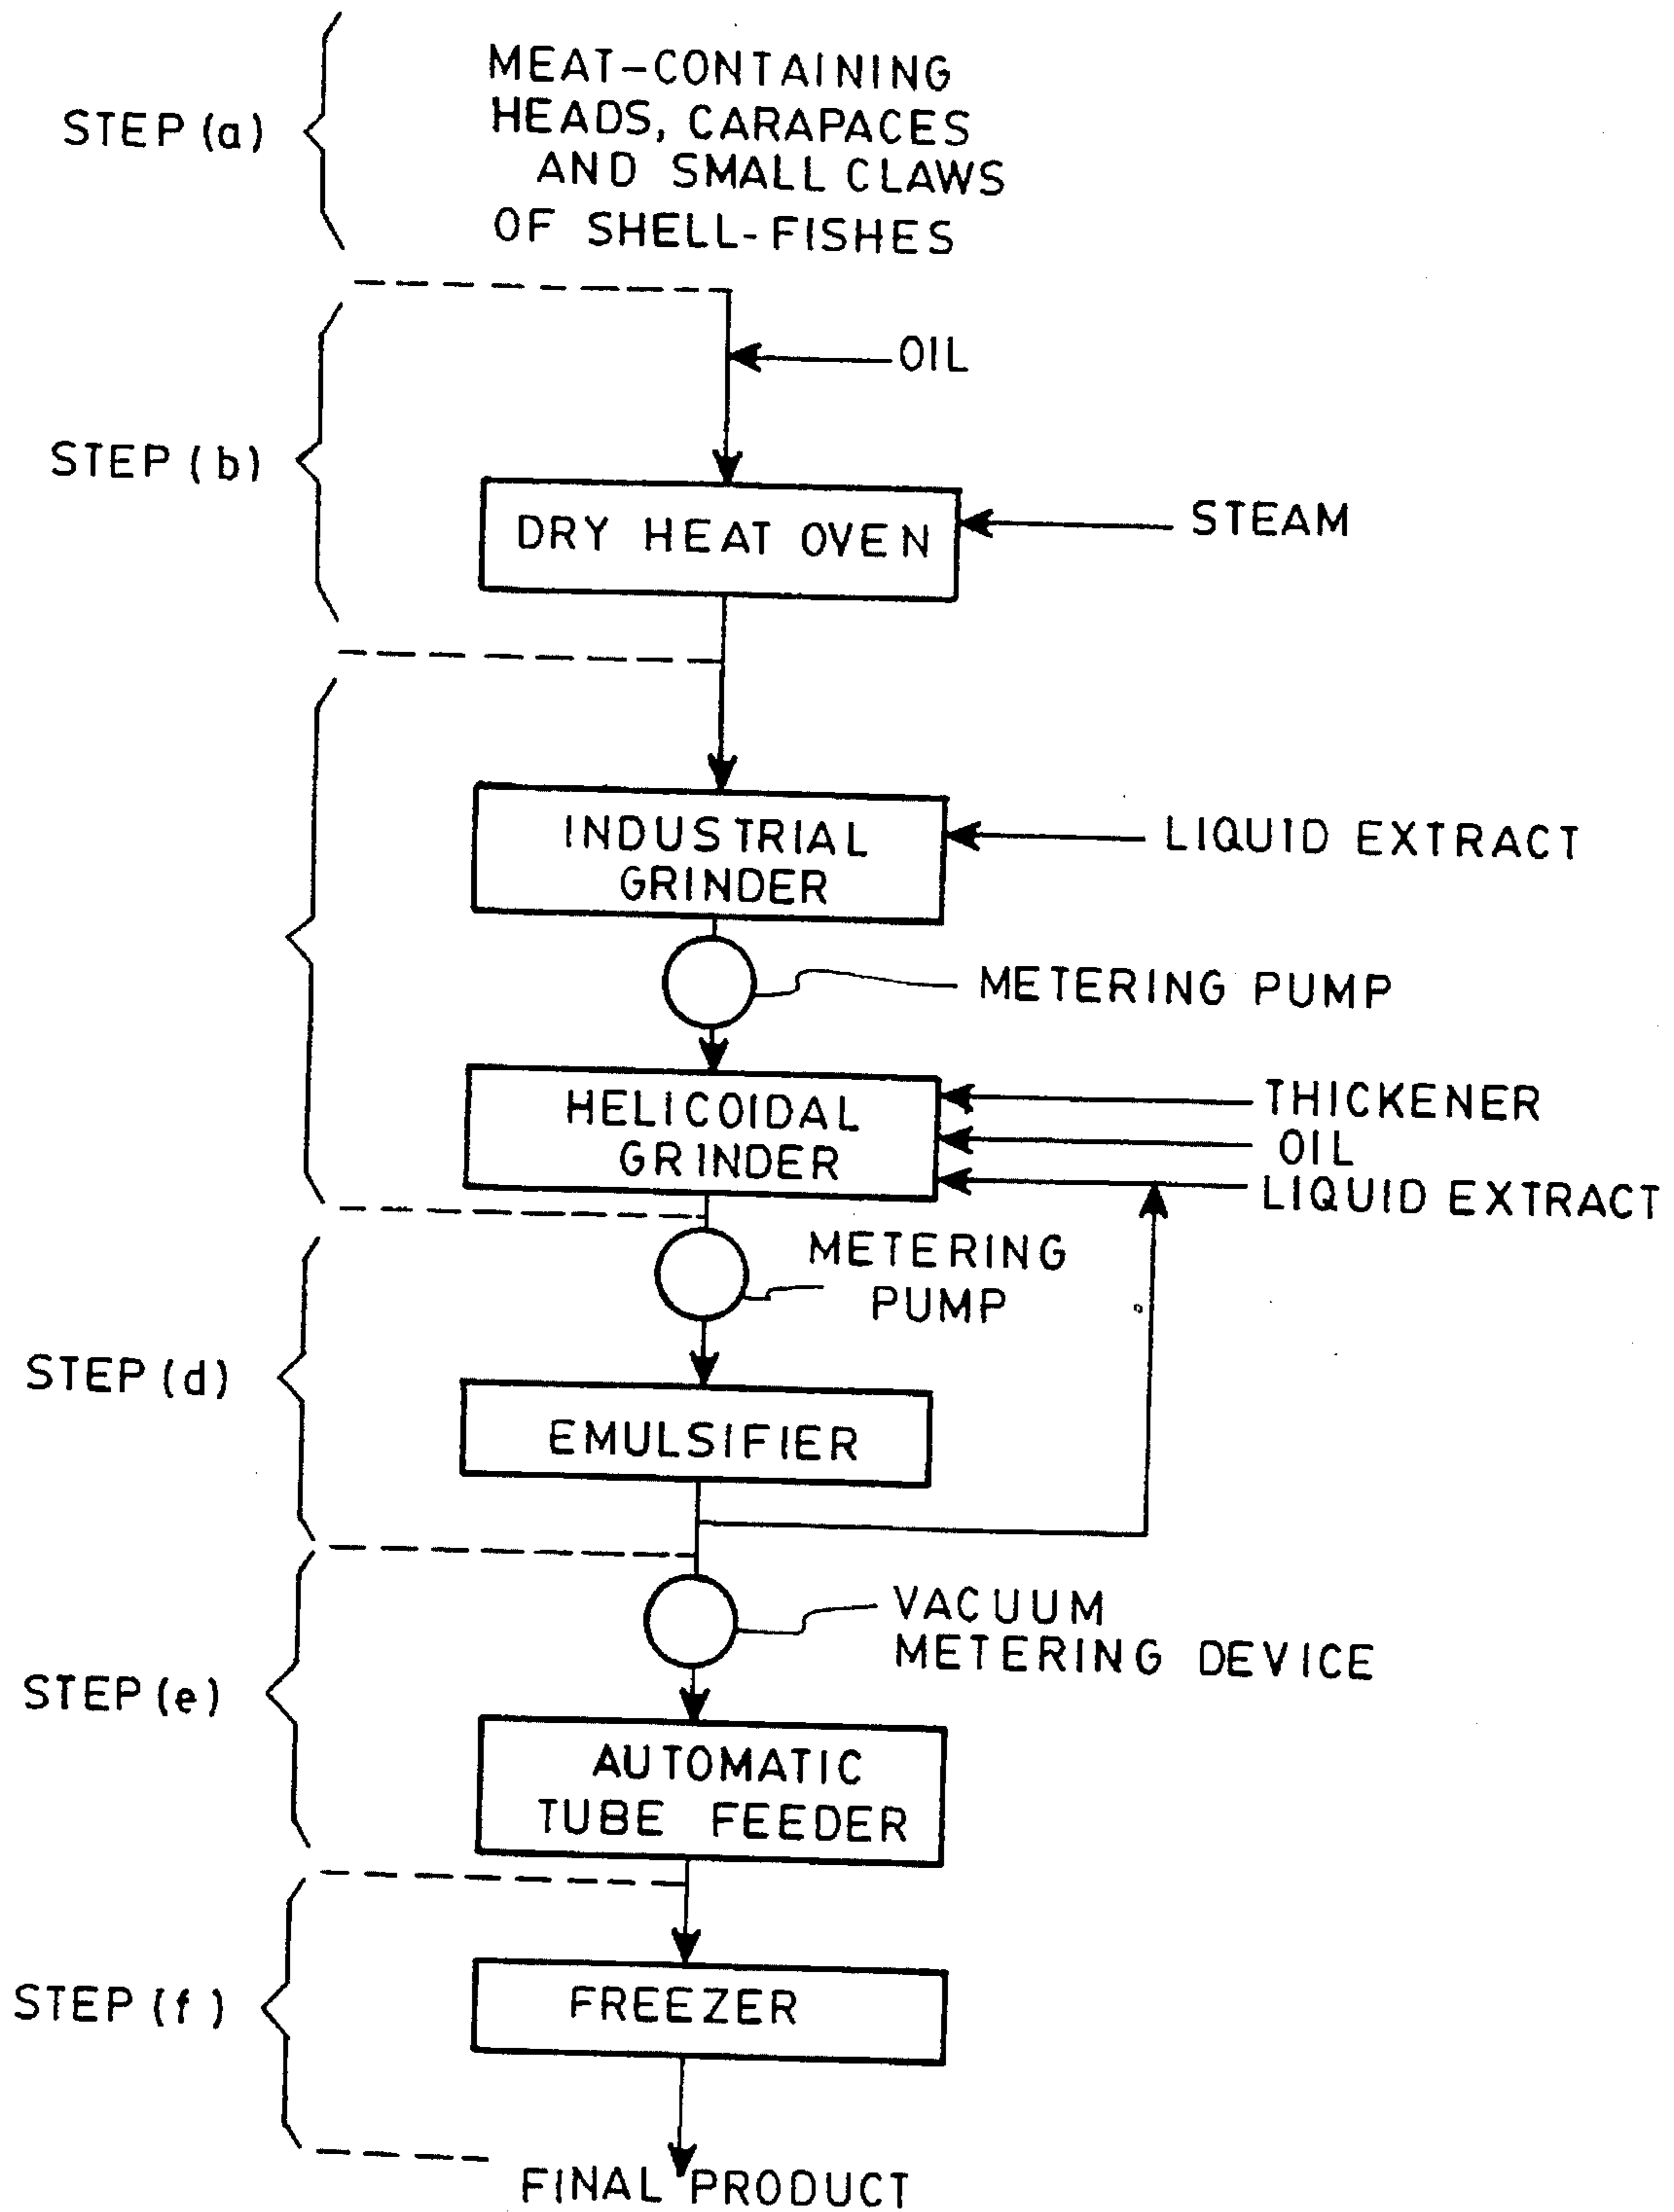 MEAT-CONTAINING
HEADS, CARAPACES
AND SMALL CLAWS
OF SHELL-FISHES
STEP (a)
OIL
STEP (b)
DRY HEAT OVEN
STEAM
INDUSTRIAL
GRINDER
LIQUID EXTRACT
METERING PUMP
HELICOIDAL
GRINDER
THICKENER
OIL
LIQUID EXTRACT
METERING
PUMP
STEP (d)
EMULSIFIER
VACUUM
METERING DEVICE
STEP (e)
AUTOMATIC
TUBE FEEDER
STEP (f)
FREEZER
FINAL PRODUCT